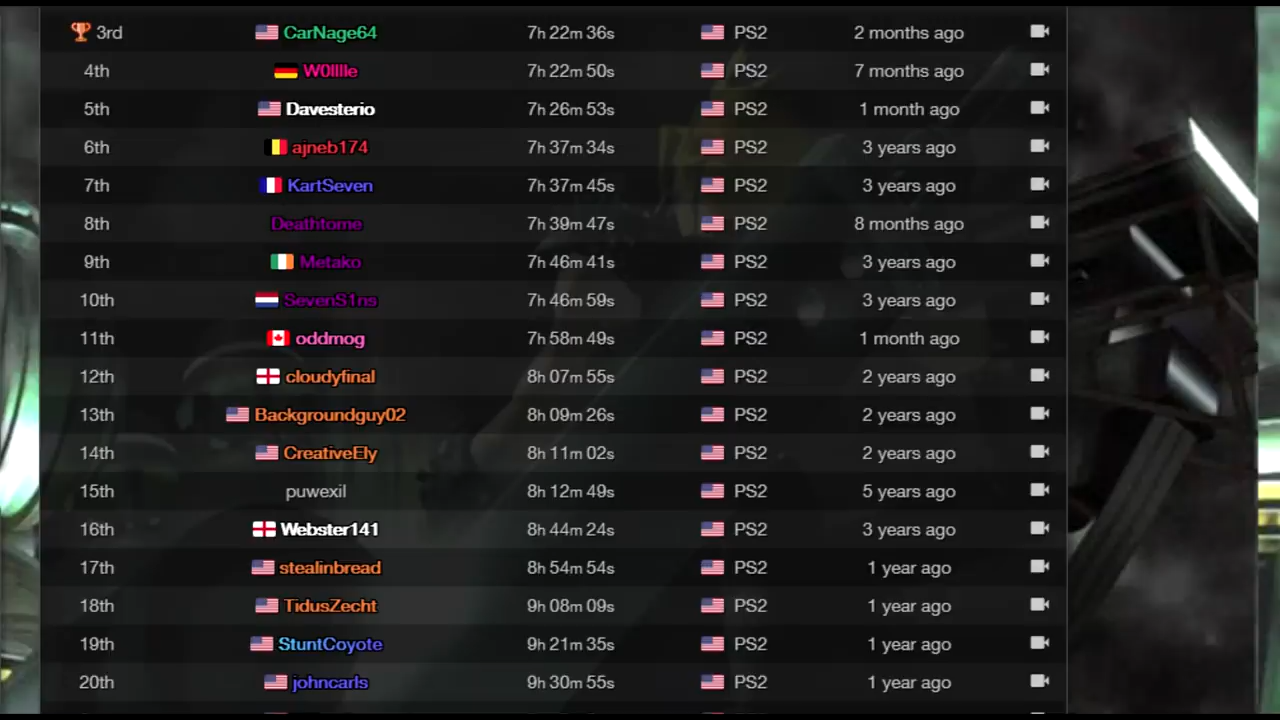 3rd CarNage64 7h 22m 36s PS2 2 months ago
4th W0lllle 7h 22m 50s PS2 7 months ago
5th Davesterio 7h 26m 53s PS2 1 month ago
6th ajneb174 7h 37m 34s PS2 3 years ago
7th KartSeven 7h 37m 45s PS2 3 years ago
8th Deathtome 7h 39m 47s PS2 8 months ago
9th Metako 7h 46m 41s PS2 3 years ago
10th SevenS1ns 7h 46m 59s PS2 3 years ago
11th oddmog 7h 58m 49s PS2 1 month ago
12th cloudyfinal 8h 07m 55s PS2 2 years ago
13th Backgroundguy02 8h 09m 26s PS2 2 years ago
14th CreativeEly 8h 11m 02s PS2 2 years ago
15th puwexil 8h 12m 49s PS2 5 years ago
16th Webster141 8h 44m 24s PS2 3 years ago
17th stealinbread 8h 54m 54s PS2 1 year ago
18th TidusZecht 9h 08m 09s PS2 1 year ago
19th StuntCoyote 9h 21m 35s PS2 1 year ago
20th johncarls 9h 30m 55s PS2 1 year ago